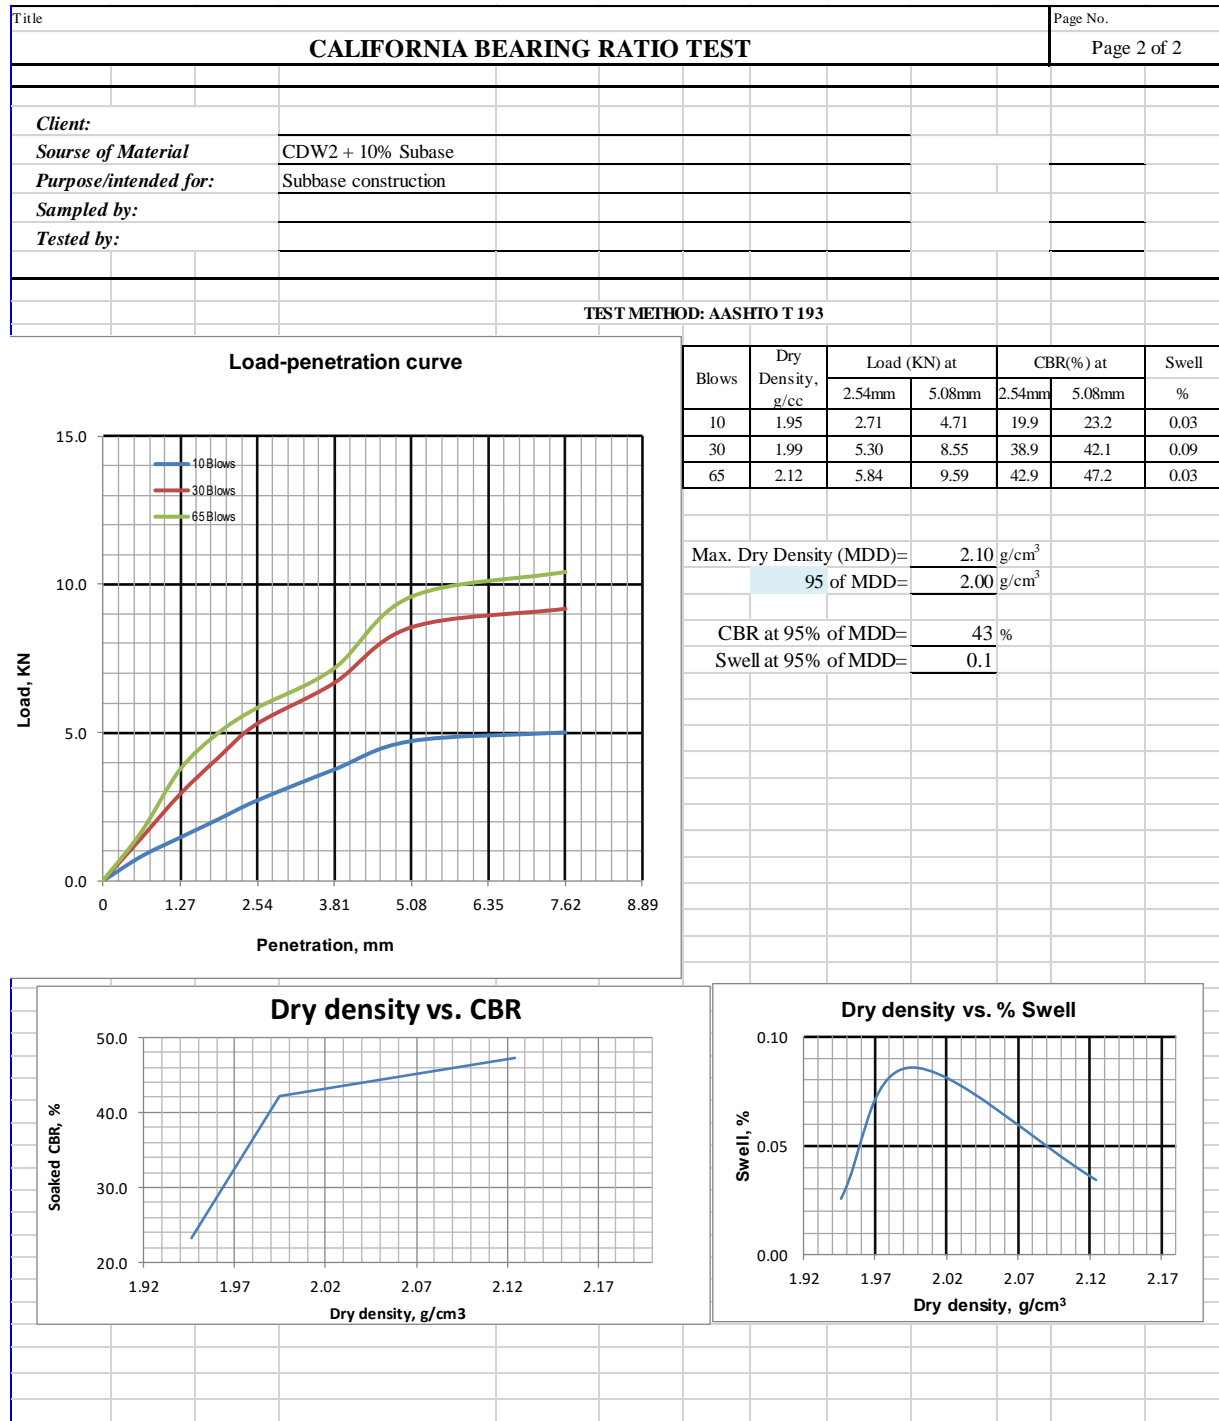 Title
Page No.
CALIFORNIA BEARING RATIO TEST
Page 2 of 2
Client:
Sourse of Material CDW2 + 10% Subase
Purpose/intended for: Subbase construction
Sampled by:
Tested by:
TEST METHOD: AASHTO T 193
Load-penetration curve
15.0
10.0
5.0
0.0
10 Blows
30 Blows
65 Blows
Load, KN
0 1.27 2.54 3.81 5.08 6.35 7.62 8.89
Penetration, mm
Blows Dry Density, g/cc Load (KN) at CBR(%) at Swell
2.54mm 5.08mm 2.54mm 5.08mm %
10 1.95 2.71 4.71 19.9 23.2 0.03
30 1.99 5.30 8.55 38.9 42.1 0.09
65 2.12 5.84 9.59 42.9 47.2 0.03
Max. Dry Density (MDD)= 2.10 g/cm³
95 of MDD= 2.00 g/cm³
CBR at 95% of MDD= 43 %
Swell at 95% of MDD= 0.1
Dry density vs. CBR
50.0
40.0
30.0
20.0
Soaked CBR, %
1.92 1.97 2.02 2.07 2.12 2.17
Dry density, g/cm3
Dry density vs. % Swell
0.10
0.05
0.00
Swell, %
1.92 1.97 2.02 2.07 2.12 2.17
Dry density, g/cm³